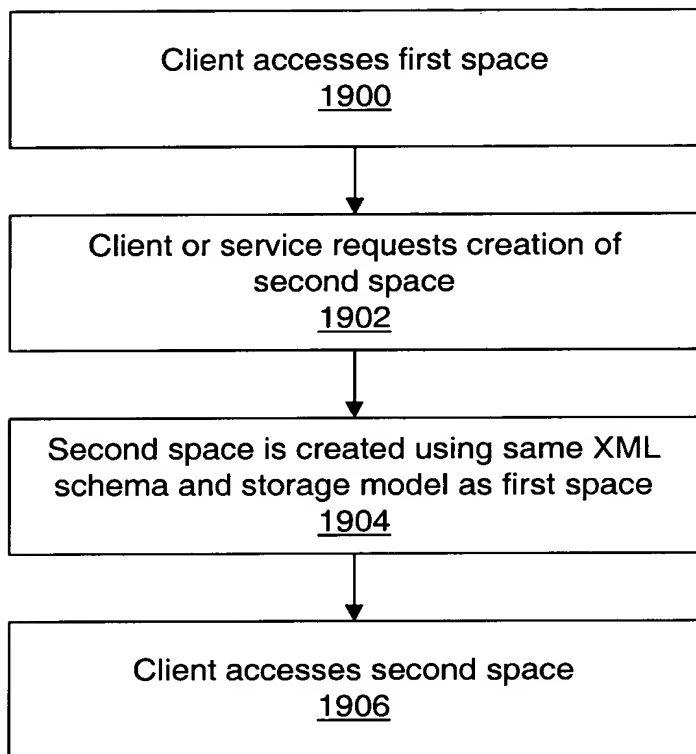 Client accesses first space
1900
Client or service requests creation of
second space
1902
Second space is created using same XML
schema and storage model as first space
1904
Client accesses second space
1906